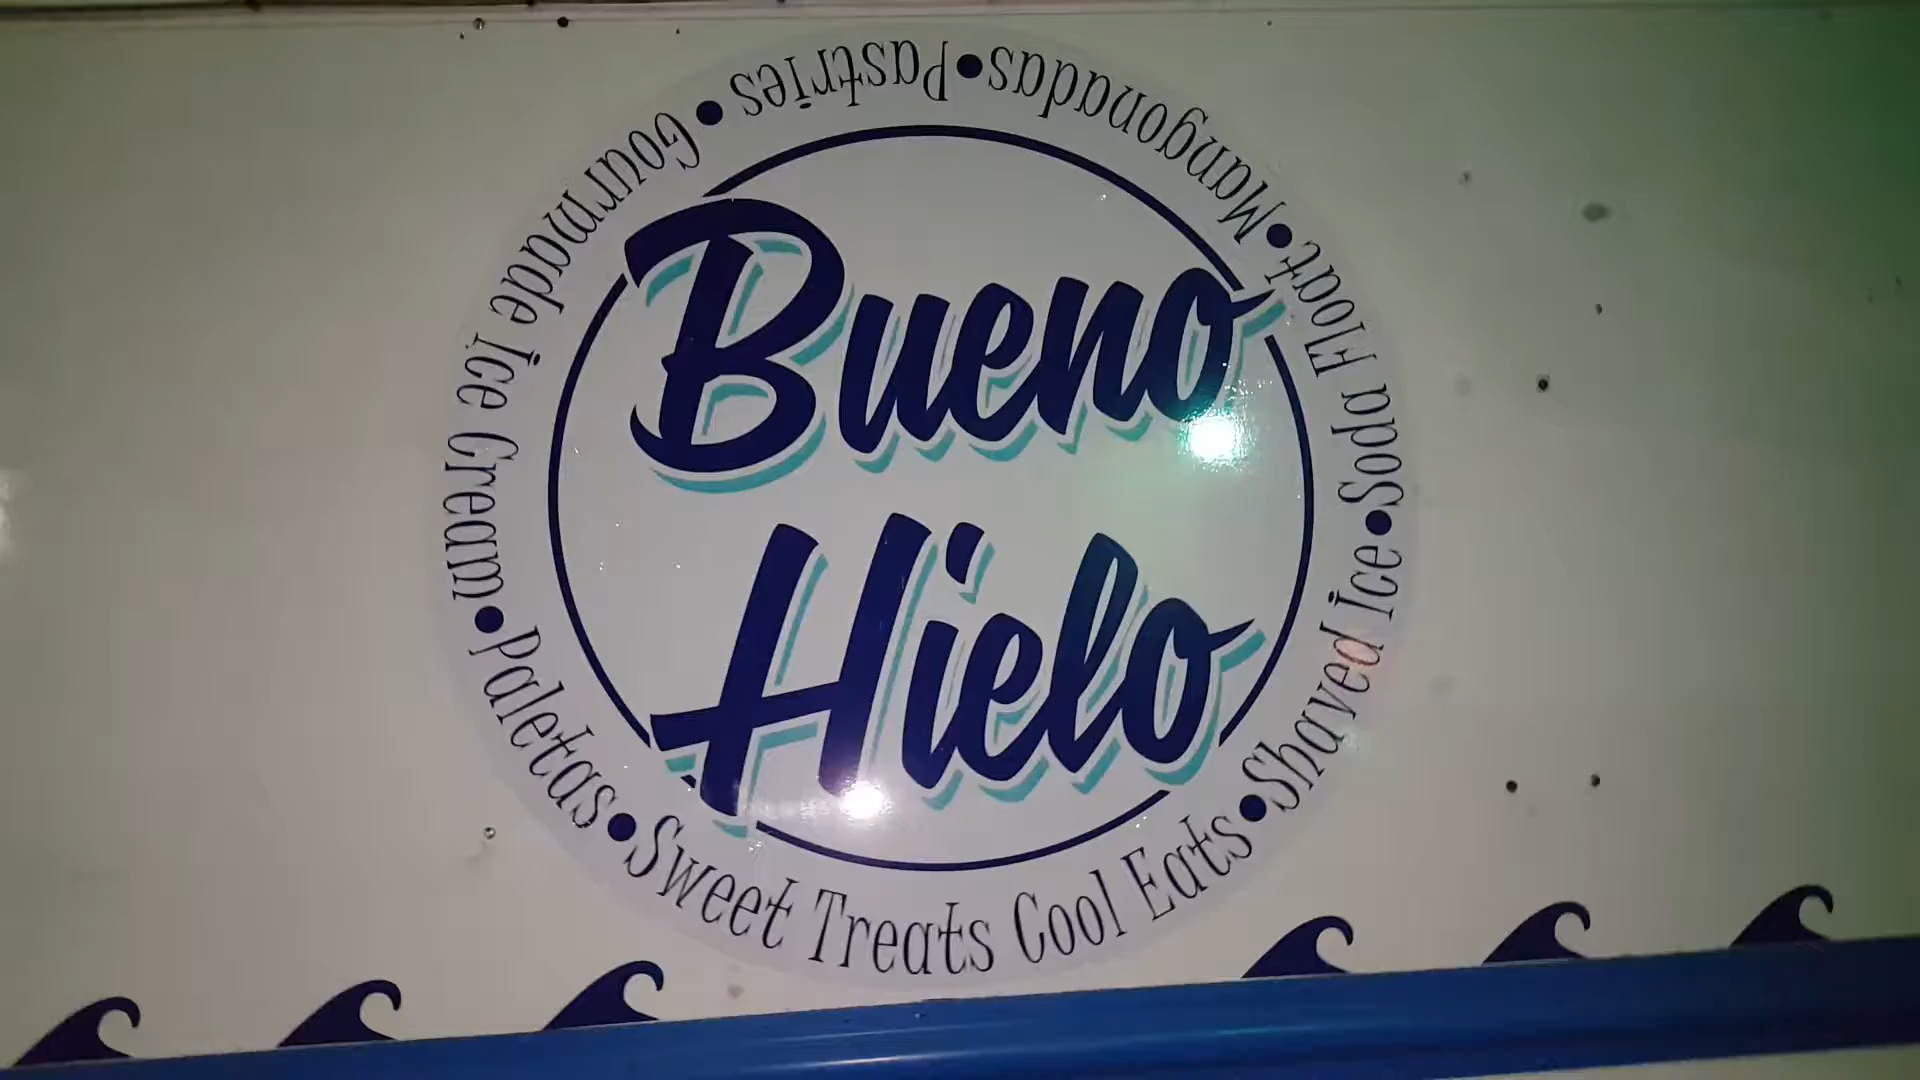 Bueno
Hielo
Sweet Treats Cool Eats•Shaved Ice•Soda Float•Mangonadas•Pastries•Gourmade Ice Cream•Paletas•